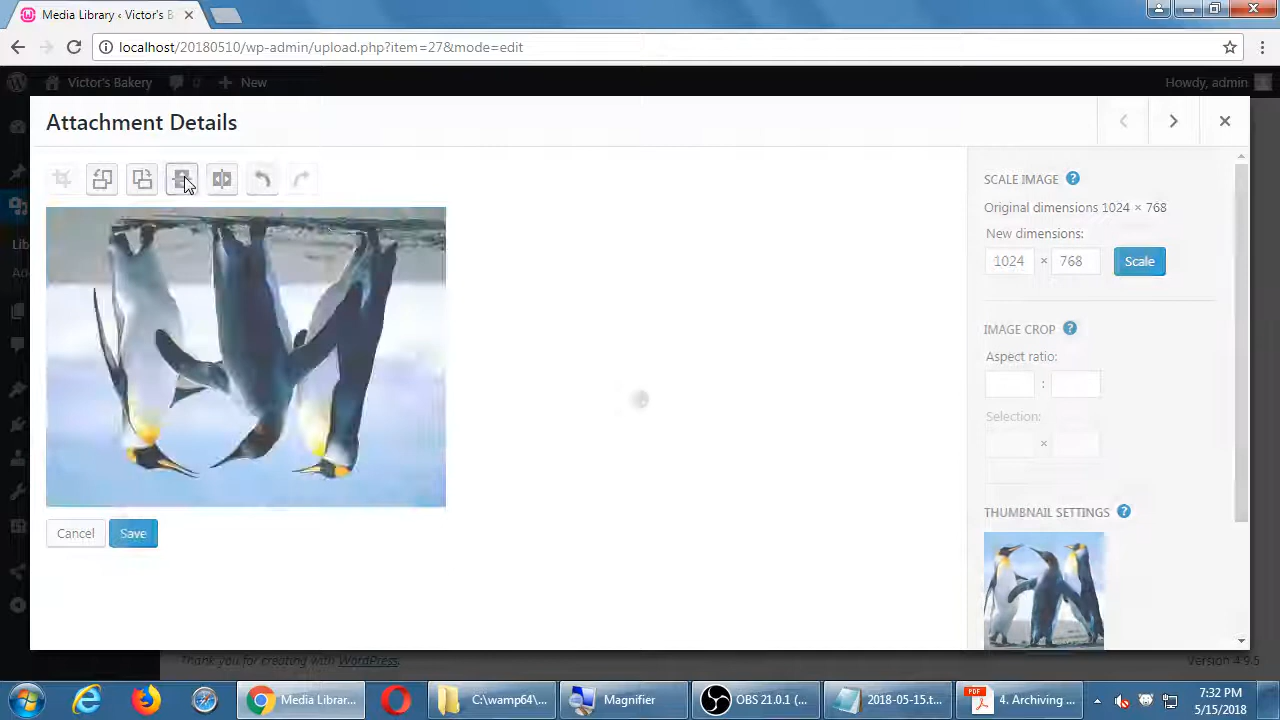 Media Library ‹ Victor's B
localhost/20180510/wp-admin/upload.php?item=27&mode=edit
Victor's Bakery
0
New
Howdy, admin
Attachment Details
SCALE IMAGE
Original dimensions 1024 × 768
New dimensions:
1024 × 768 Scale
IMAGE CROP
Aspect ratio:
:
Selection:
×
THUMBNAIL SETTINGS
Cancel Save
Thank you for creating with WordPress.
Version 4.9.5
Media Librar...
C:\wamp64\...
Magnifier
OBS 21.0.1 (...
2018-05-15.t...
4. Archiving ...
7:32 PM
5/15/2018